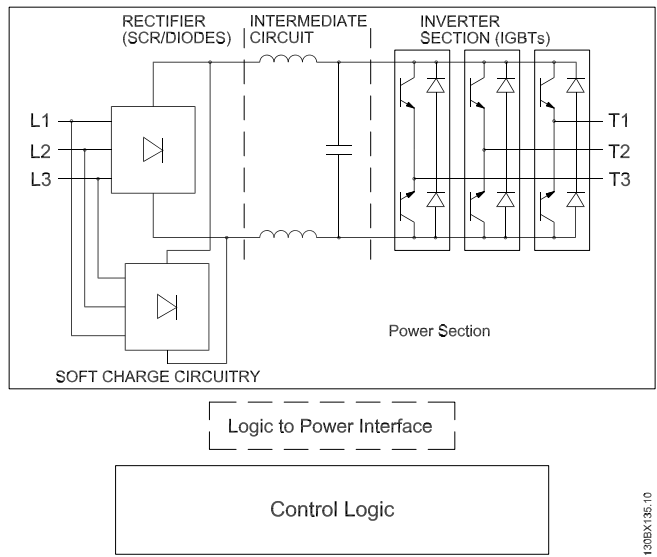 RECTIFIER
(SCR/DIODES)
INTERMEDIATE
CIRCUIT
INVERTER
SECTION (IGBTs)
L1
L2
L3
T1
T2
T3
Power Section
SOFT CHARGE CIRCUITRY
Logic to Power Interface
Control Logic
130BX135.10